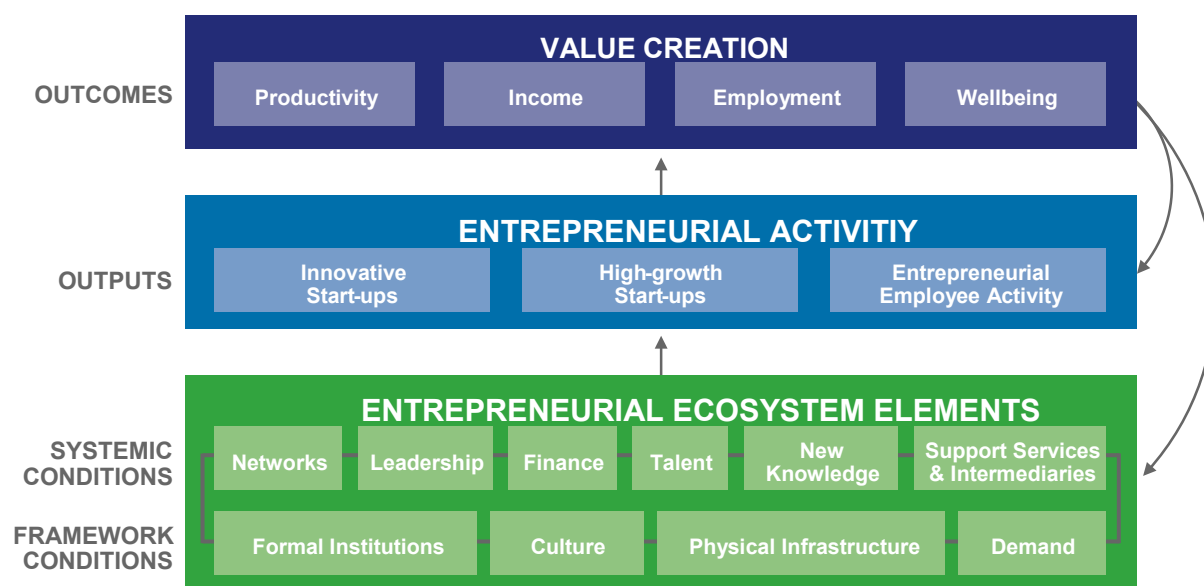 VALUE CREATION
OUTCOMES
Productivity
Income
Employment
Wellbeing
ENTREPRENEURIAL ACTIVITIY
OUTPUTS
Innovative
Start-ups
High-growth
Start-ups
Entrepreneurial
Employee Activity
ENTREPRENEURIAL ECOSYSTEM ELEMENTS
SYSTEMIC
CONDITIONS
Networks
Leadership
Finance
Talent
New
Knowledge
Support Services
& Intermediaries
FRAMEWORK
CONDITIONS
Formal Institutions
Culture
Physical Infrastructure
Demand